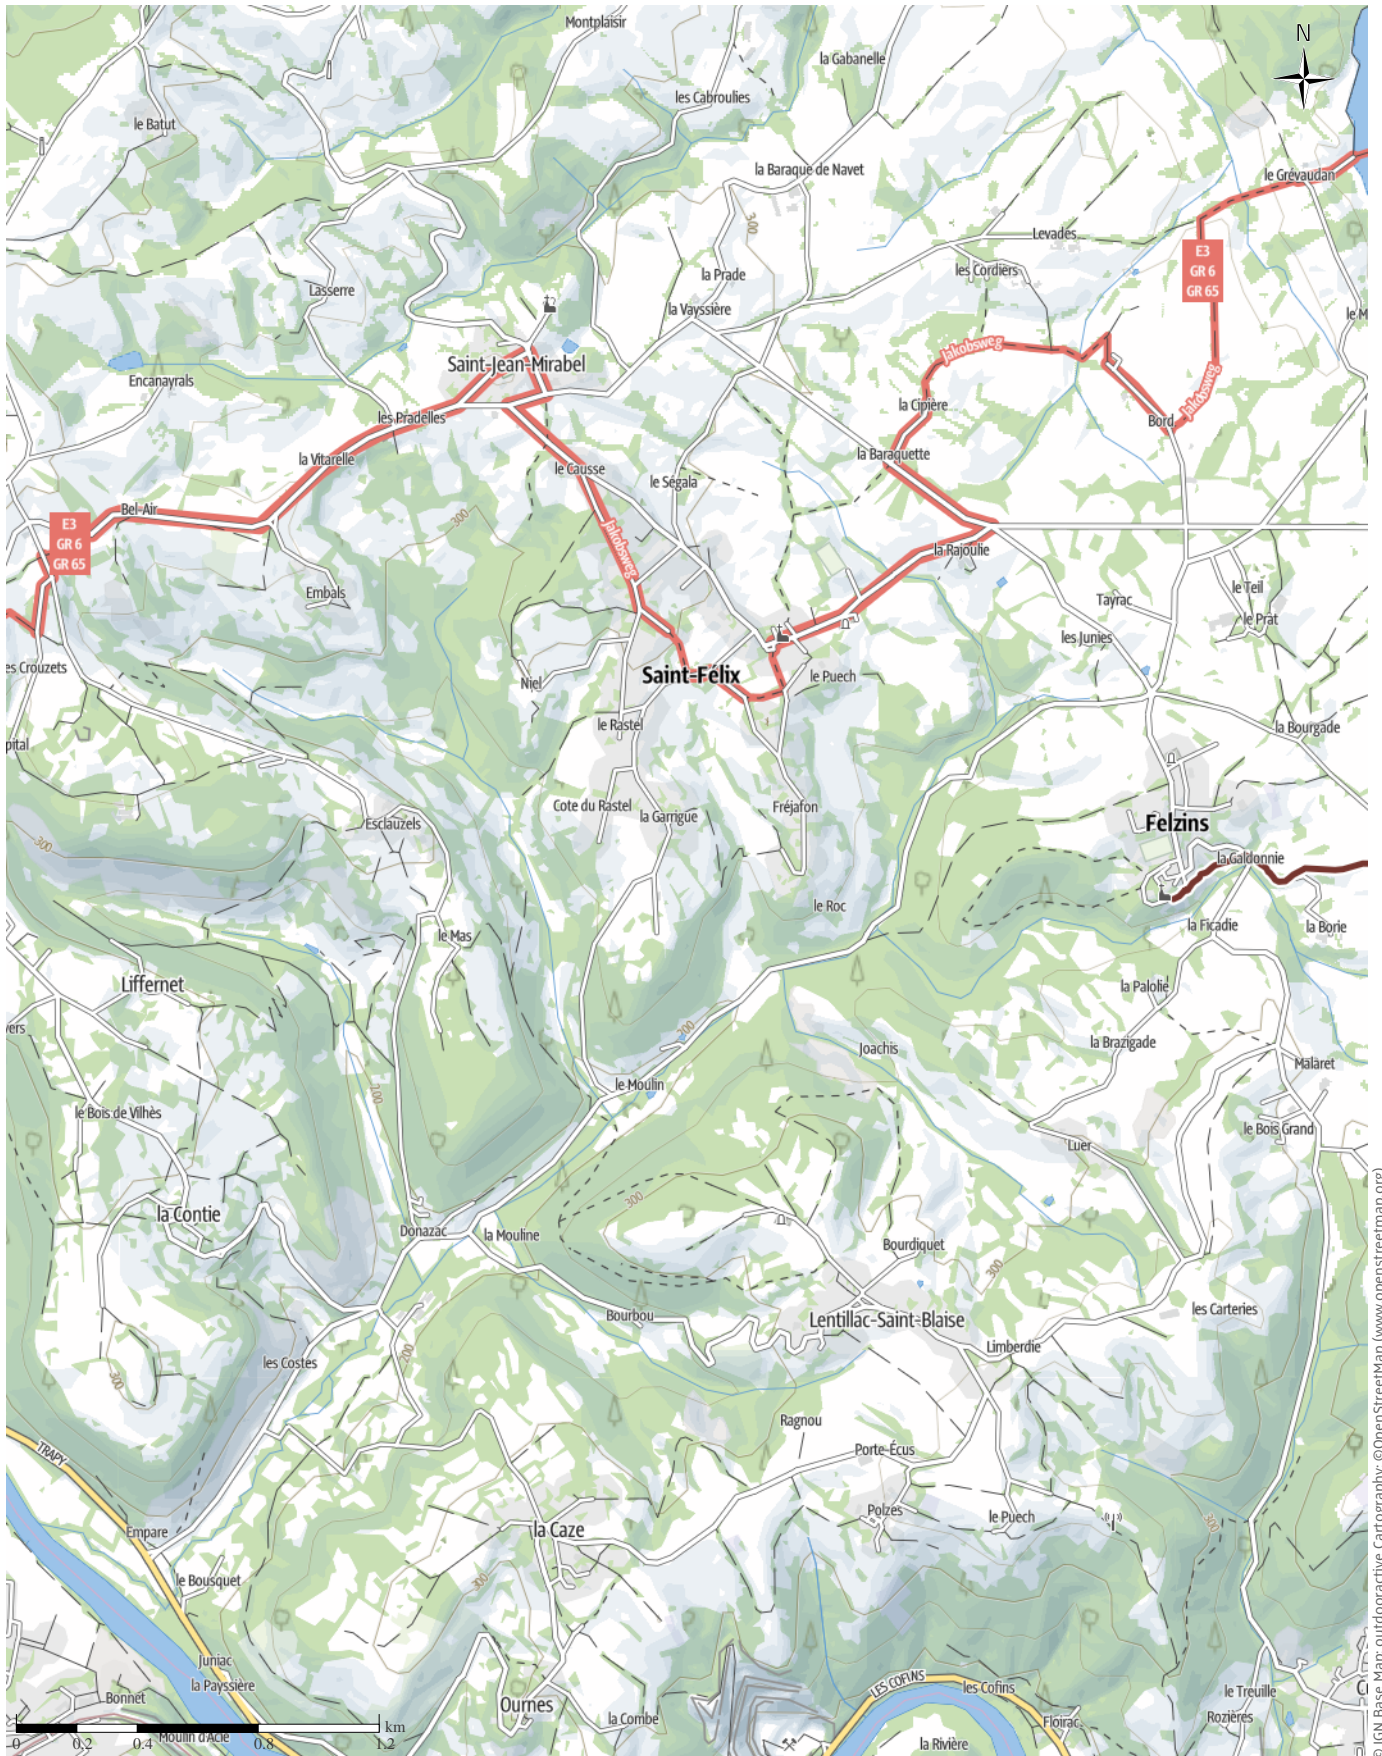 Montplaisir
N
la Gabanelle
les Cabroulies
le Batut
la Baraque de Navet
le Grévaudan
300
Levades
E3
GR 6
GR 65
la Prade
les Cordiers
Lasserre
la Vayssière
le M
Jakobsweg
Saint-Jean-Mirabel
Encanayrals
Jakobsweg
la Cipière
les Pradelles
Bord
la Baraquette
la Vitarelle
le Causse
le Ségala
Bel-Air
300
E3
GR 6
GR 65
Jakobsweg
la Rajoulie
Embals
le Teil
Tayrac
le Prat
les Junies
es Crouzets
Saint-Félix
le Puech
Niel
le Rastel
la Bourgade
pital
Cote du Rastel
Fréjafon
la Garrigue
Esclauzels
Felzins
300
la Galdonnie
le Roc
la Ficadie
la Borie
le Mas
Liffernet
la Palolie
vers
200
la Brazigade
Joachis
Malaret
le Moulin
200
le Bois de Vilhès
le Bois Grand
Luer
300
la Contie
Donazac
la Mouline
Bourdiquet
300
les Carteries
Bourbou
Lentillac-Saint-Blaise
Limberdie
200
les Costes
300
Ragnou
TRAPY
Porte-Écus
Polzes
le Puech
300
Empare
la Caze
le Bousquet
300
Juniac
la Payssière
LES COFINS
les Cofins
Bonnet
Ournes
la Combe
le Treuille
Rozières
Floirac
Moulin d'Acie
la Rivière
km
0 0.2 0.4 0.8 1.2
© IGN Base Map: outdooractive Cartography; ©OpenStreetMap (www.openstreetmap.org)